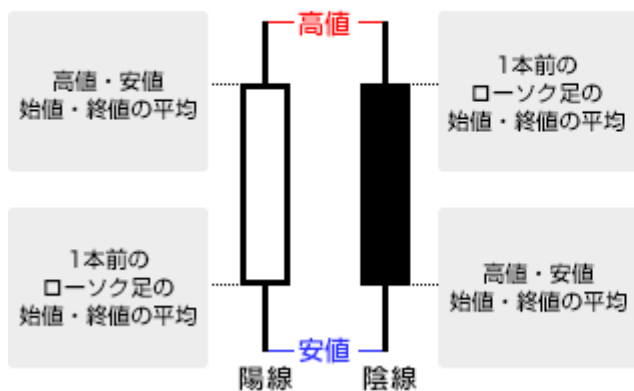 高値
高値・安値
始値・終値の平均
1本前の
ローソク足の
始値・終値の平均
1本前の
ローソク足の
始値・終値の平均
高値・安値
始値・終値の平均
安値
陽線
陰線